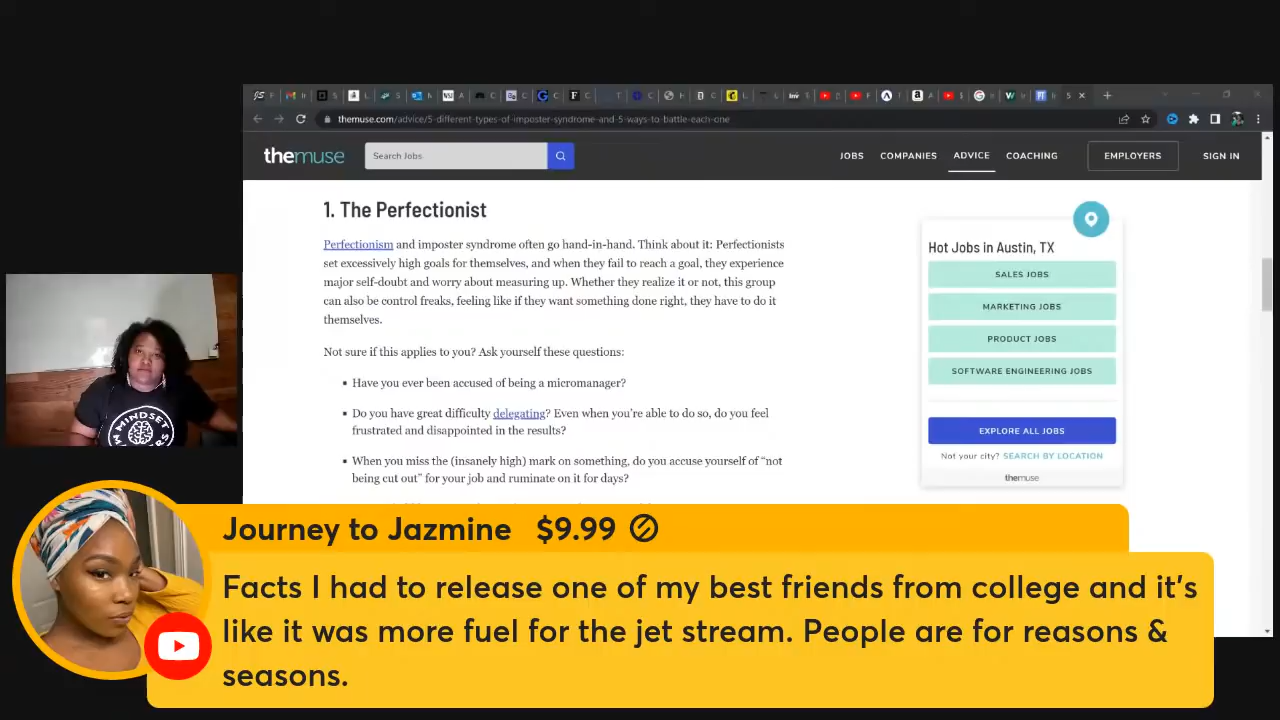 themuse.com/advice/5-different-types-of-imposter-syndrome-and-5-ways-to-battle-each-one
themuse
Search Jobs
JOBS
COMPANIES
ADVICE
COACHING
EMPLOYERS
SIGN IN
1. The Perfectionist
Perfectionism and imposter syndrome often go hand-in-hand. Think about it: Perfectionists
set excessively high goals for themselves, and when they fail to reach a goal, they experience
major self-doubt and worry about measuring up. Whether they realize it or not, this group
can also be control freaks, feeling like if they want something done right, they have to do it
themselves.
Not sure if this applies to you? Ask yourself these questions:
▪ Have you ever been accused of being a micromanager?
▪ Do you have great difficulty delegating? Even when you're able to do so, do you feel
frustrated and disappointed in the results?
▪ When you miss the (insanely high) mark on something, do you accuse yourself of “not
being cut out” for your job and ruminate on it for days?
Hot Jobs in Austin, TX
SALES JOBS
MARKETING JOBS
PRODUCT JOBS
SOFTWARE ENGINEERING JOBS
EXPLORE ALL JOBS
Not your city? SEARCH BY LOCATION
themuse
MINDSET
Journey to Jazmine $9.99
Facts I had to release one of my best friends from college and it's
like it was more fuel for the jet stream. People are for reasons &
seasons.